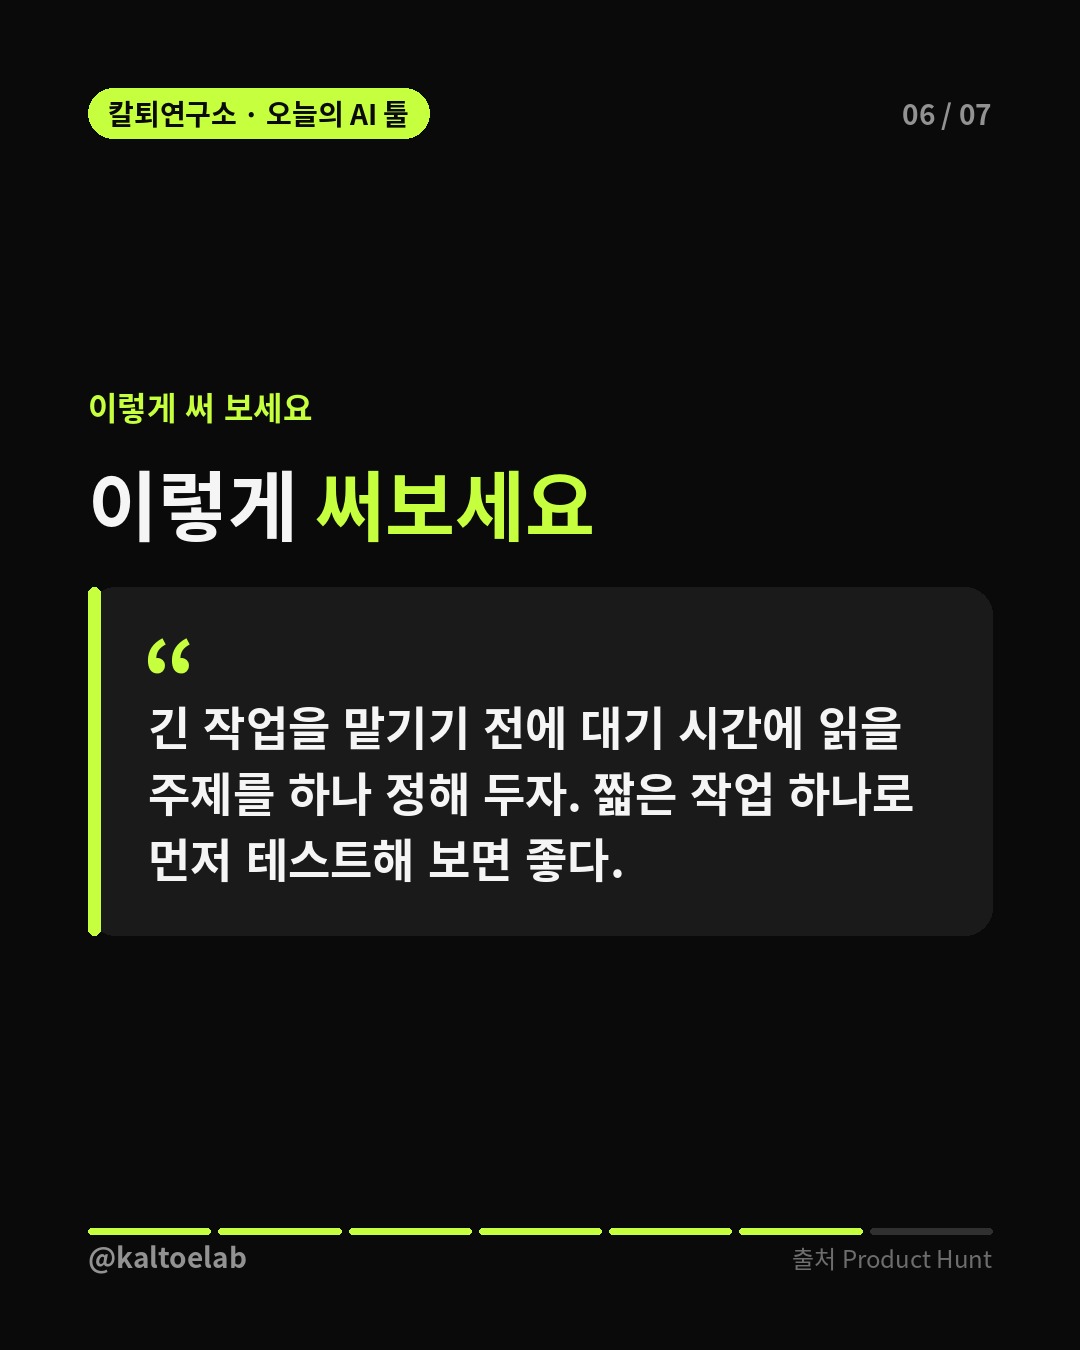 칼퇴연구소 · 오늘의 AI 툴
06 / 07
이렇게 써 보세요
이렇게 써보세요
“
긴 작업을 맡기기 전에 대기 시간에 읽을
주제를 하나 정해 두자. 짧은 작업 하나로
먼저 테스트해 보면 좋다.
@kaltoelab
출처 Product Hunt